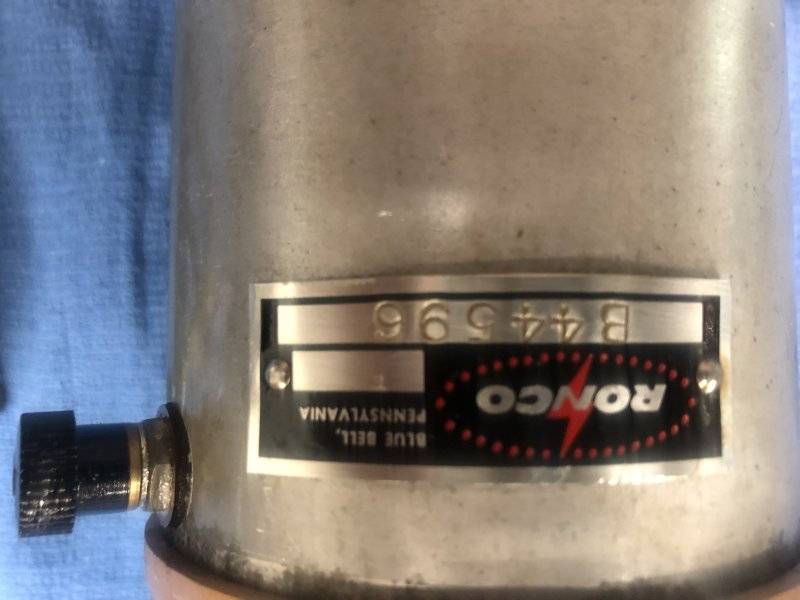 RONCO
BLUE BELL,
PENNSYLVANIA
B44596